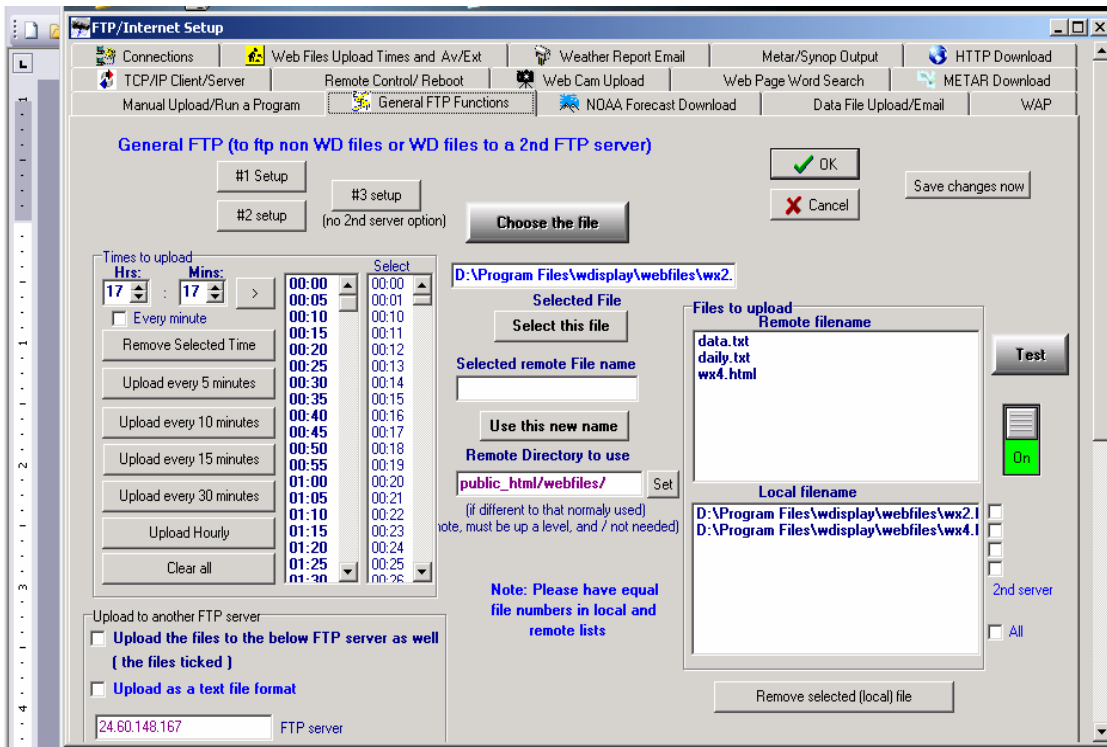 FTP/Internet Setup
Connections
Web Files Upload Times and Av/Ext
Weather Report Email
Metar/Synop Output
HTTP Download
TCP/IP Client/Server
Remote Control/ Reboot
Web Cam Upload
Web Page Word Search
METAR Download
Manual Upload/Run a Program
General FTP Functions
NOAA Forecast Download
Data File Upload/Email
WAP
General FTP (to ftp non WD files or WD files to a 2nd FTP server)
#1 Setup
#2 setup
#3 setup
(no 2nd server option)
Choose the file
OK
Cancel
Save changes now
Times to upload
Hrs:
Mins:
17 : 17 >
Every minute
Remove Selected Time
Upload every 5 minutes
Upload every 10 minutes
Upload every 15 minutes
Upload every 30 minutes
Upload Hourly
Clear all
00:00
00:05
00:10
00:15
00:20
00:25
00:30
00:35
00:40
00:45
00:50
00:55
01:00
01:05
01:10
01:15
01:20
01:25
01:30
Select
00:00
00:01
00:10
00:11
00:12
00:13
00:14
00:15
00:16
00:17
00:18
00:19
00:20
00:21
00:22
00:23
00:24
00:25
00:26
D:\Program Files\wdisplay\webfiles\wx2.
Selected File
Select this file
Selected remote File name
Use this new name
Remote Directory to use
public_html/webfiles/
Set
(if different to that normaly used)
note, must be up a level, and / not needed)
Note: Please have equal
file numbers in local and
remote lists
Files to upload
Remote filename
data.txt
daily.txt
wx4.html
Test
On
Local filename
D:\Program Files\wdisplay\webfiles\wx2.
D:\Program Files\wdisplay\webfiles\wx4.
2nd server
All
Remove selected (local) file
Upload to another FTP server
Upload the files to the below FTP server as well
( the files ticked )
Upload as a text file format
24.60.148.167
FTP server